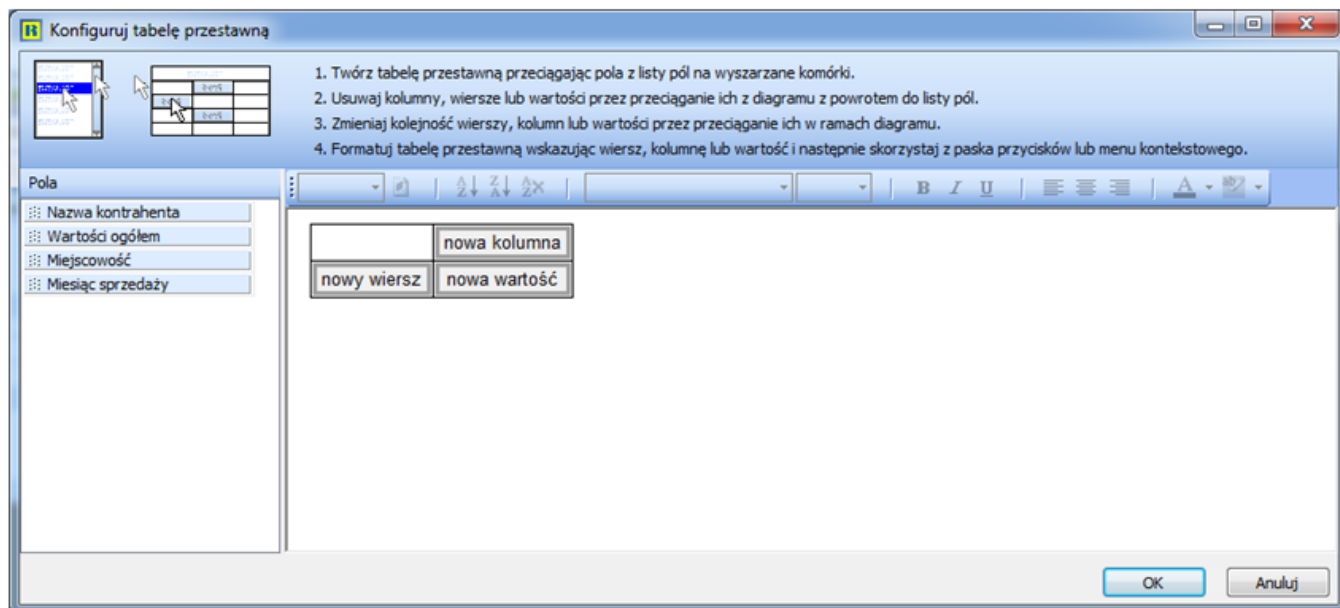 Konfiguruj tabelę przestawną
1. Twórz tabelę przestawną przeciągając pola z listy pól na wyszarzane komórki.
2. Usuwaj kolumny, wiersze lub wartości przez przeciąganie ich z diagramu z powrotem do listy pól.
3. Zmieniaj kolejność wierszy, kolumn lub wartości przez przeciąganie ich w ramach diagramu.
4. Formatuj tabelę przestawną wskazując wiersz, kolumnę lub wartość i następnie skorzystaj z paska przycisków lub menu kontekstowego.
Pola
B I U A
Nazwa kontrahenta
Wartości ogółem
Miejscowość
Miesiąc sprzedaży
nowa kolumna
nowy wiersz nowa wartość
OK Anuluj